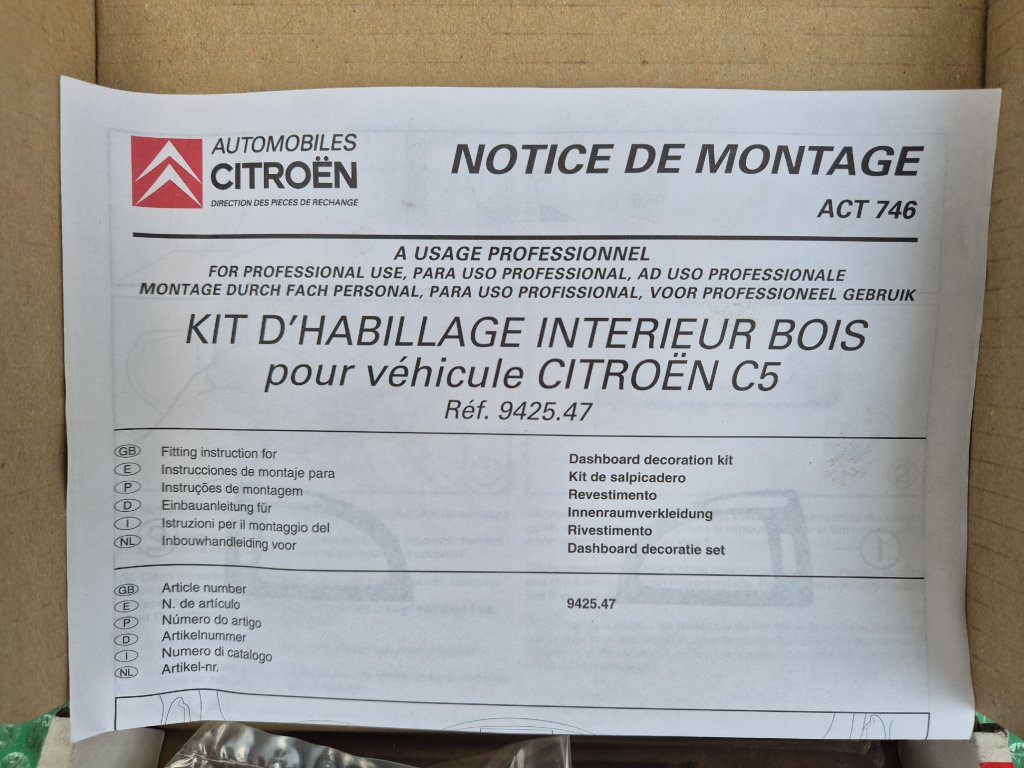 AUTOMOBILES
CITROËN
DIRECTION DES PIECES DE RECHANGE
NOTICE DE MONTAGE
ACT 746
A USAGE PROFESSIONNEL
FOR PROFESSIONAL USE, PARA USO PROFESSIONAL, AD USO PROFESSIONALE
MONTAGE DURCH FACH PERSONAL, PARA USO PROFISSIONAL, VOOR PROFESSIONEEL GEBRUIK
KIT D'HABILLAGE INTERIEUR BOIS
pour véhicule CITROËN C5
Réf. 9425.47
GB Fitting instruction for Dashboard decoration kit
E Instrucciones de montaje para Kit de salpicadero
P Instruções de montagem Revestimento
D Einbauanleitung für Innenraumverkleidung
I Istruzioni per il montaggio del Rivestimento
NL Inbouwhandleiding voor Dashboard decoratie set
GB Article number 9425.47
E N. de artículo
P Número do artigo
D Artikelnummer
I Numero di catalogo
NL Artikel-nr.